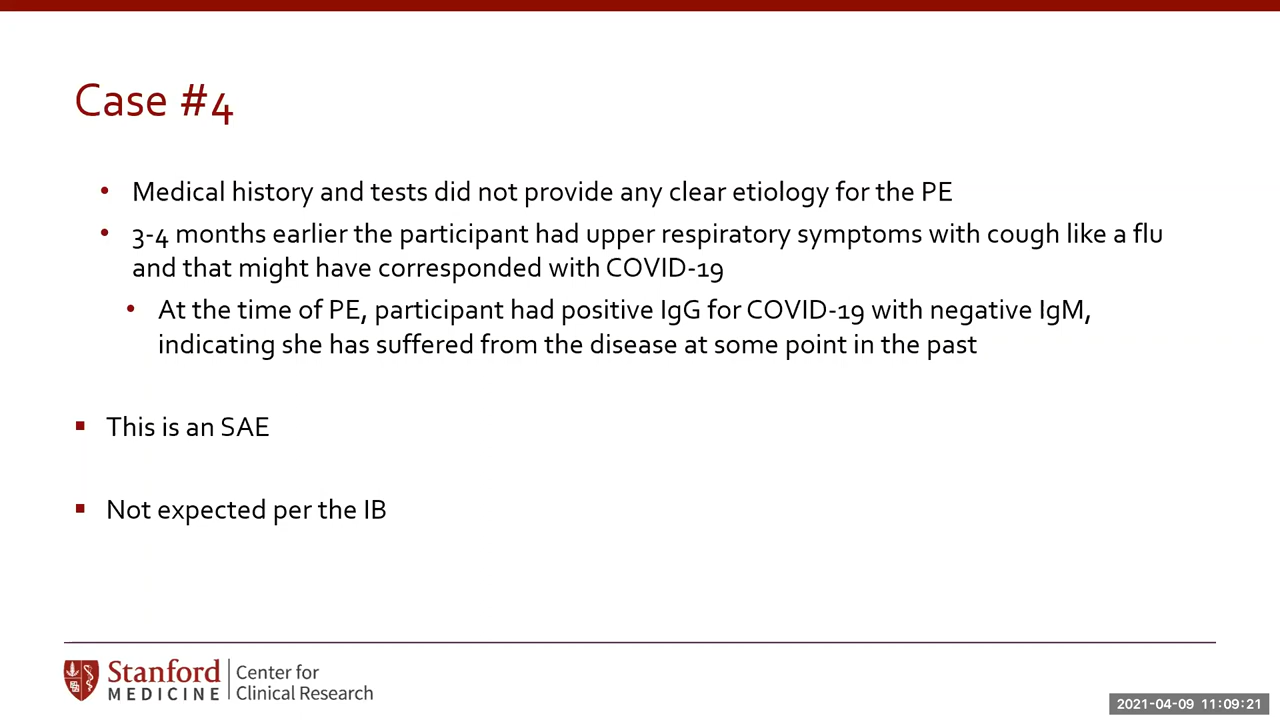 Case #4
• Medical history and tests did not provide any clear etiology for the PE
• 3-4 months earlier the participant had upper respiratory symptoms with cough like a flu
and that might have corresponded with COVID-19
• At the time of PE, participant had positive IgG for COVID-19 with negative IgM,
indicating she has suffered from the disease at some point in the past
▪ This is an SAE
▪ Not expected per the IB
Stanford
MEDICINE
Center for
Clinical Research
2021-04-09 11:09:21